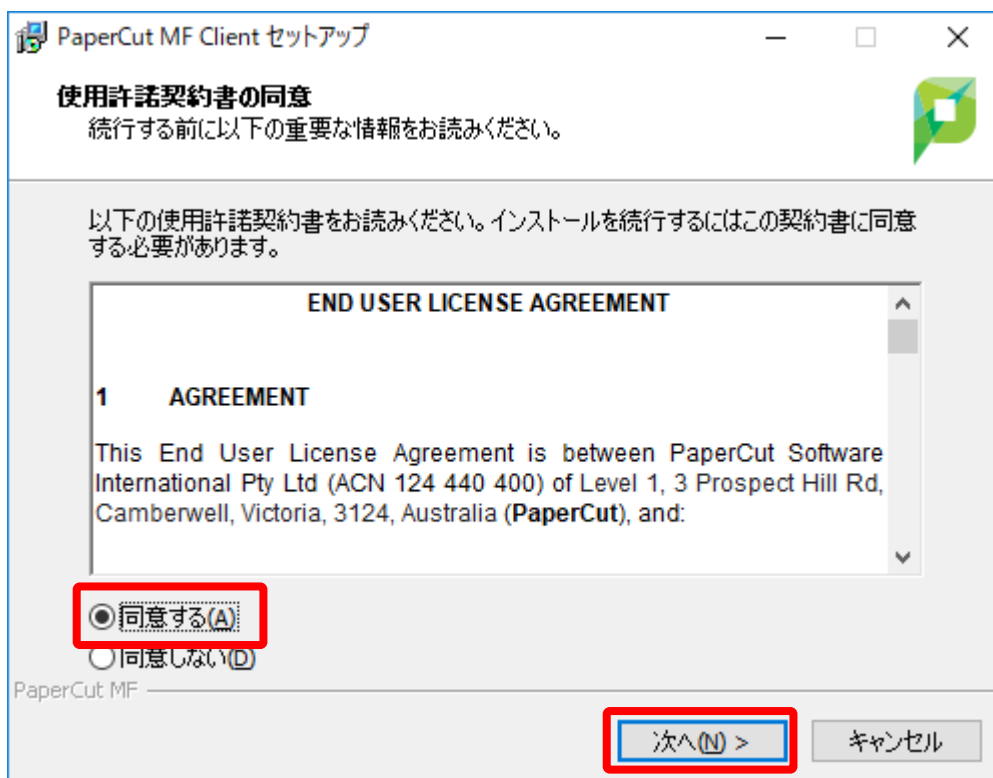 PaperCut MF Client セットアップ
使用許諾契約書の同意
続行する前に以下の重要な情報をお読みください。
以下の使用許諾契約書をお読みください。インストールを続行するにはこの契約書に同意
する必要があります。
END USER LICENSE AGREEMENT
1 AGREEMENT
This End User License Agreement is between PaperCut Software
International Pty Ltd (ACN 124 440 400) of Level 1, 3 Prospect Hill Rd,
Camberwell, Victoria, 3124, Australia (PaperCut), and:
同意する(A)
同意しない(D)
PaperCut MF
次へ(N) > キャンセル